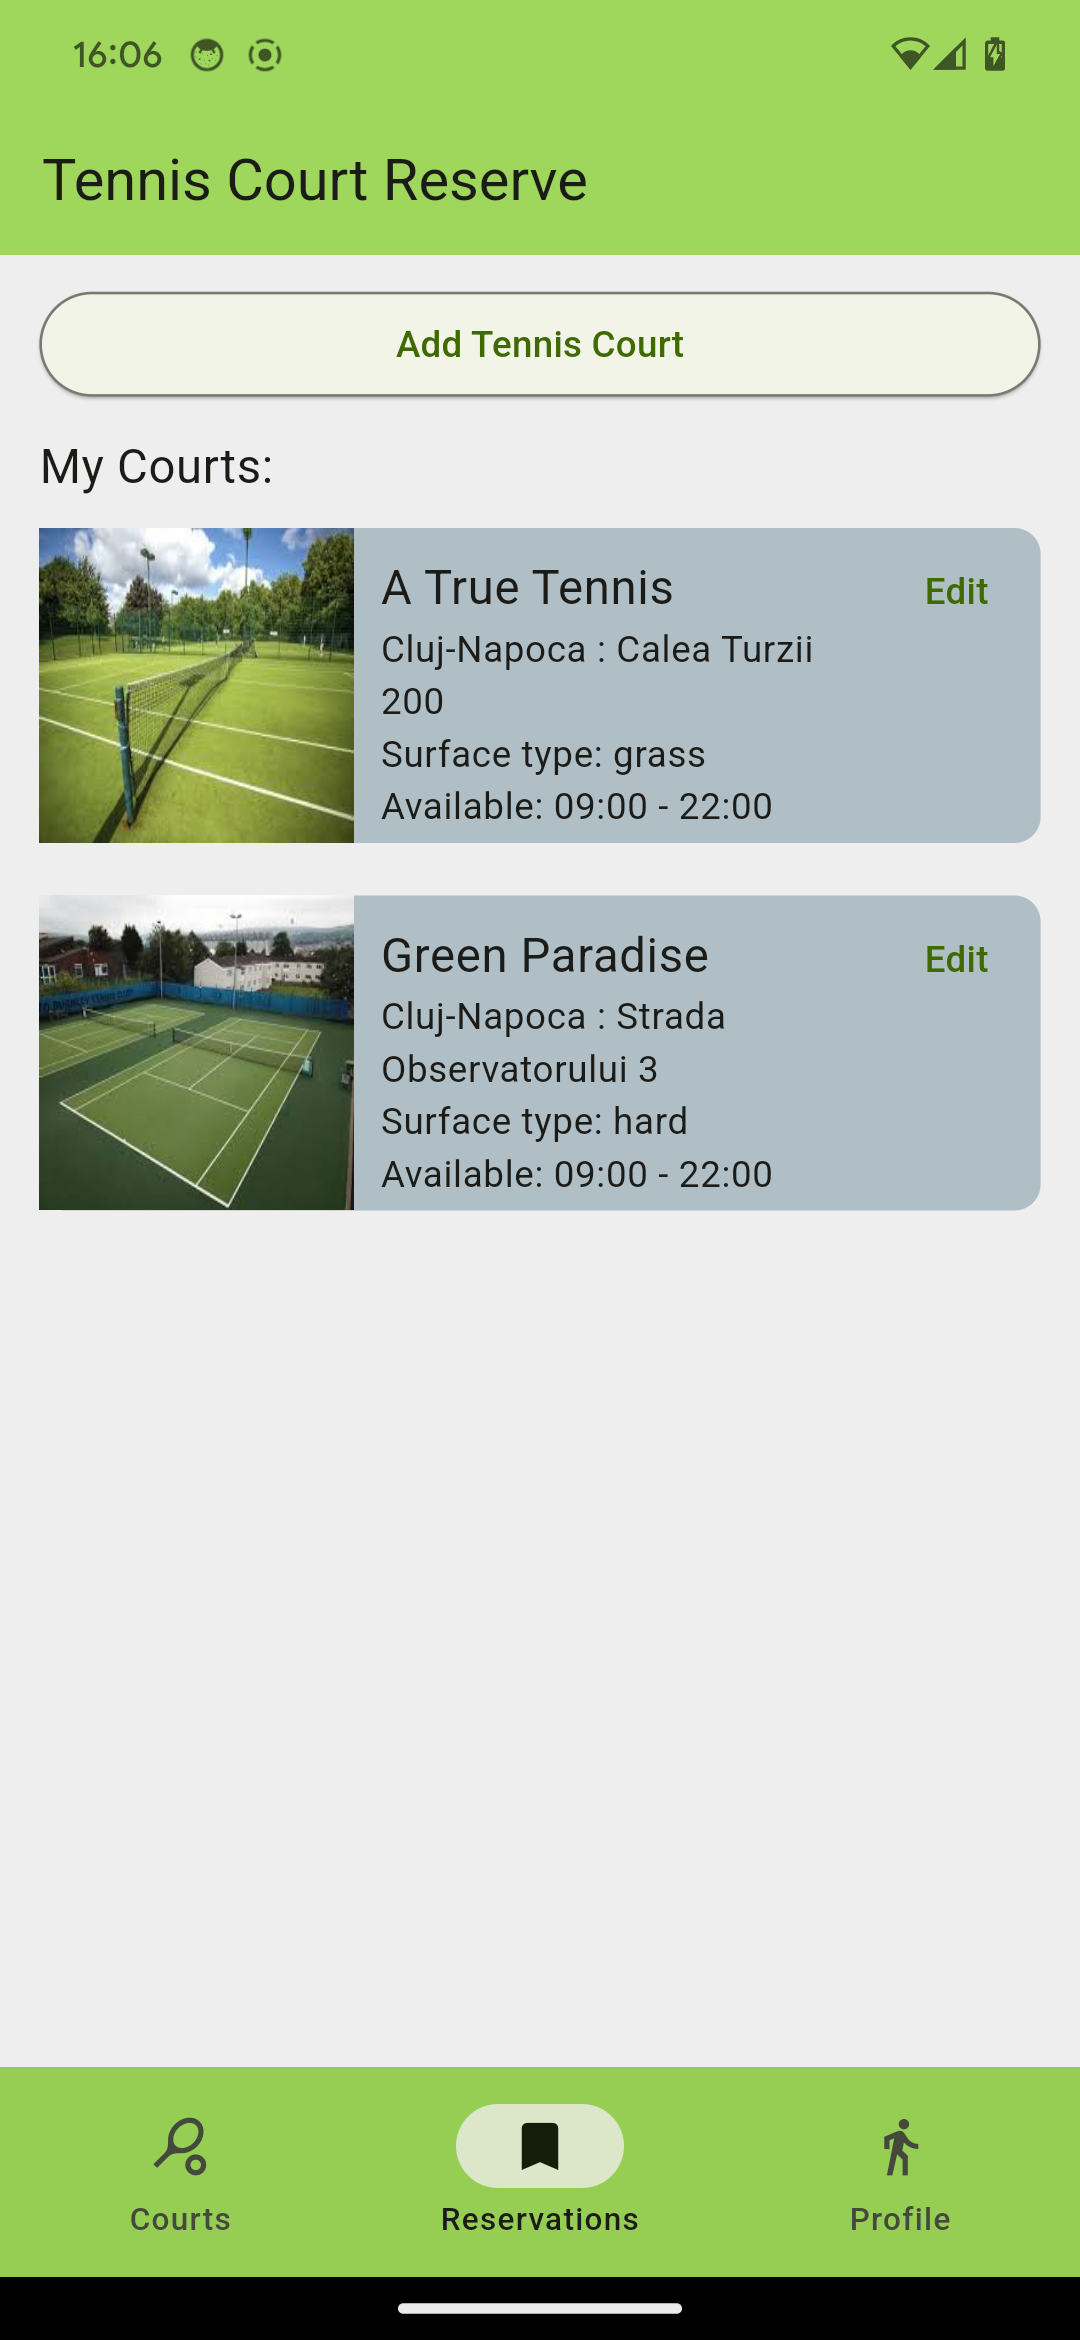 16:06
Tennis Court Reserve
Add Tennis Court
My Courts:
A True Tennis
Edit
Cluj-Napoca : Calea Turzii
200
Surface type: grass
Available: 09:00 - 22:00
Green Paradise
Edit
Cluj-Napoca : Strada
Observatorului 3
Surface type: hard
Available: 09:00 - 22:00
Courts
Reservations
Profile